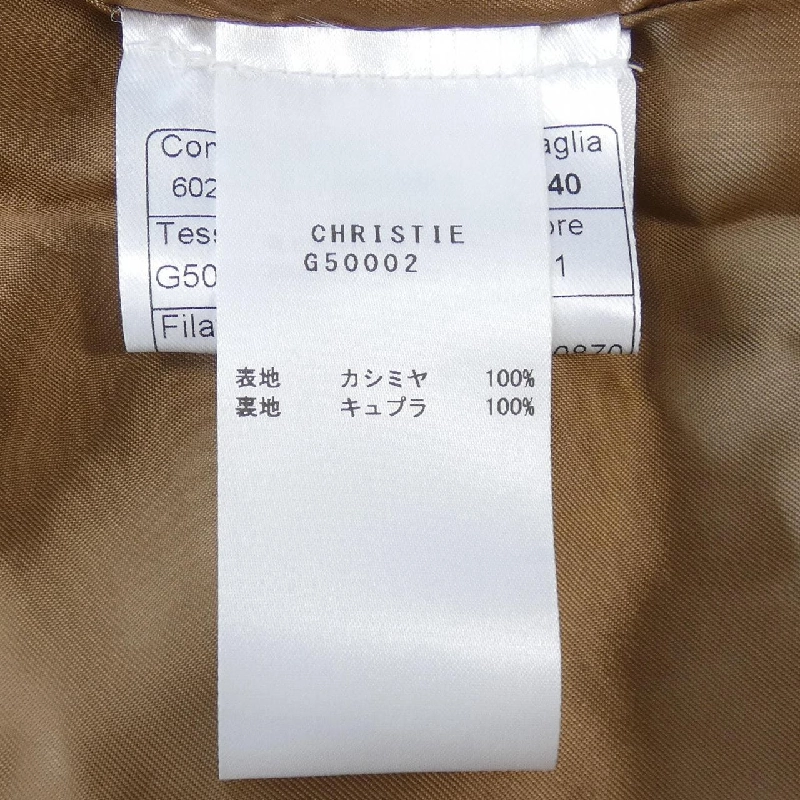 Con
aglia
602
40
Tess
ore
G50
1
Fila
CHRISTIE
G50002
表地 カシミヤ 100%
裏地 キュプラ 100%